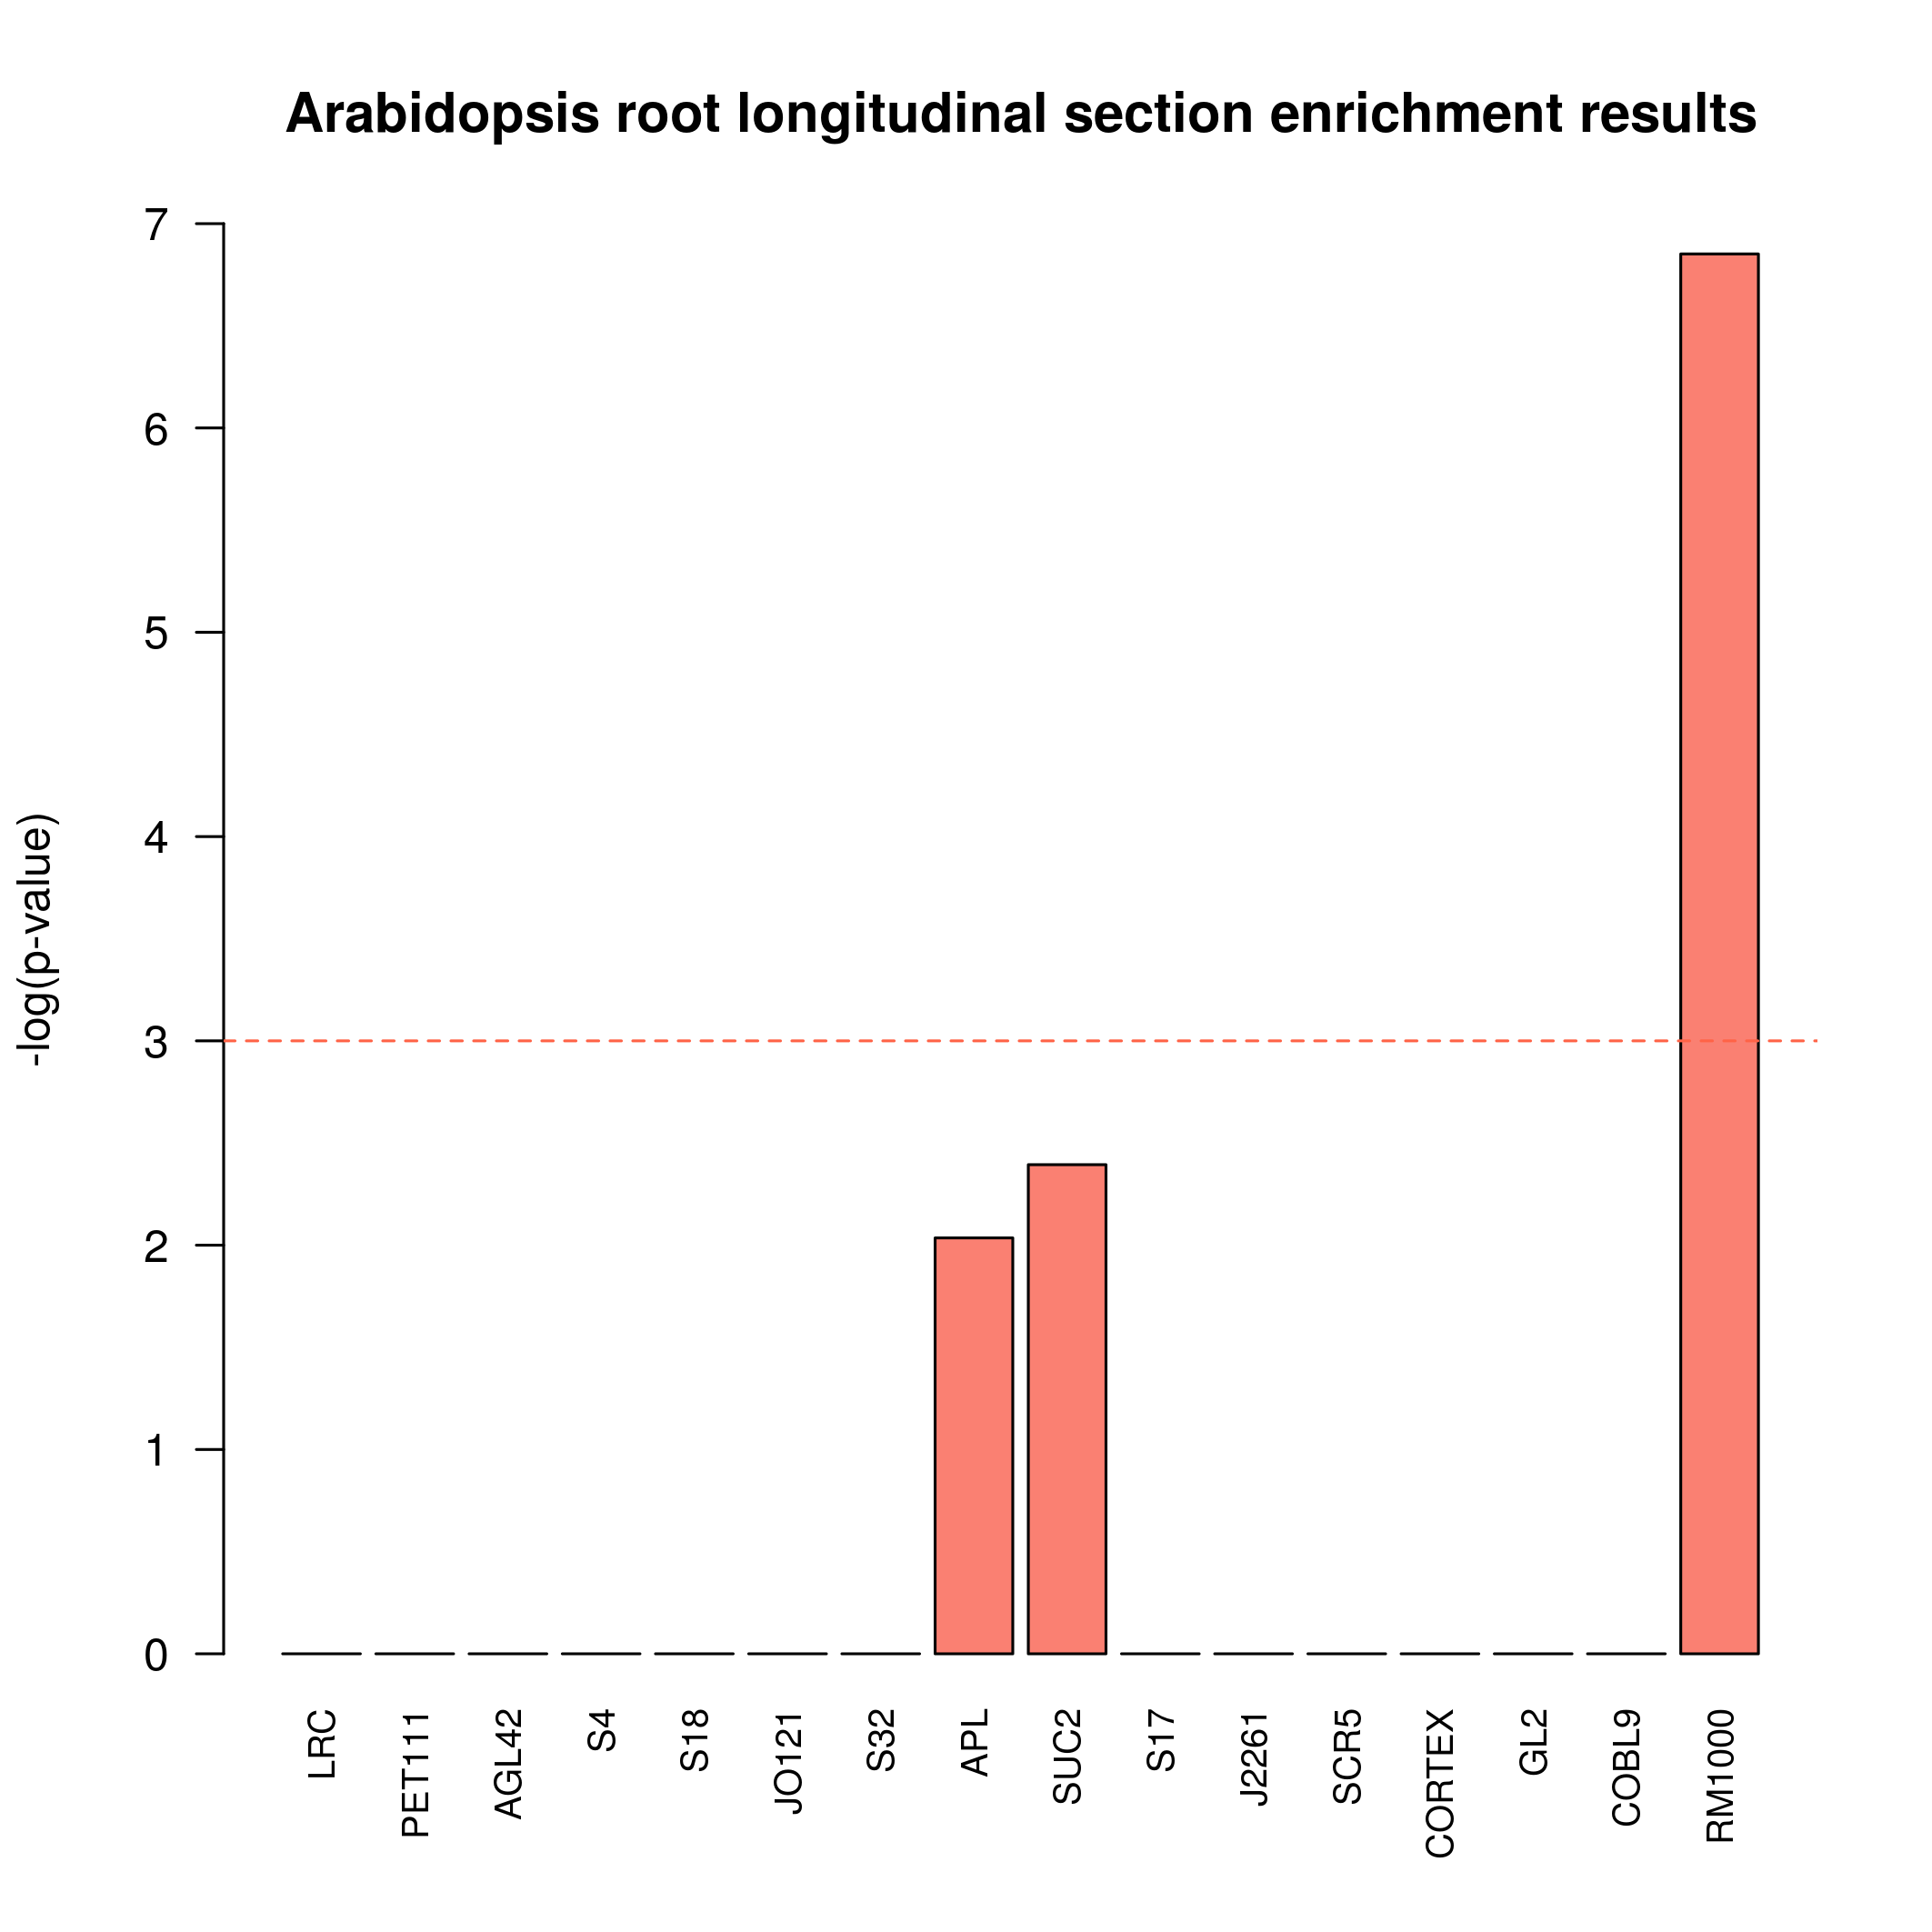 Arabidopsis root longitudinal section enrichment results
7
6
5
4
3
2
1
0
-log(p-value)
LRC
PET111
AGL42
S4
S18
JO121
S32
APL
SUC2
S17
J2261
SCR5
CORTEX
GL2
COBL9
RM1000